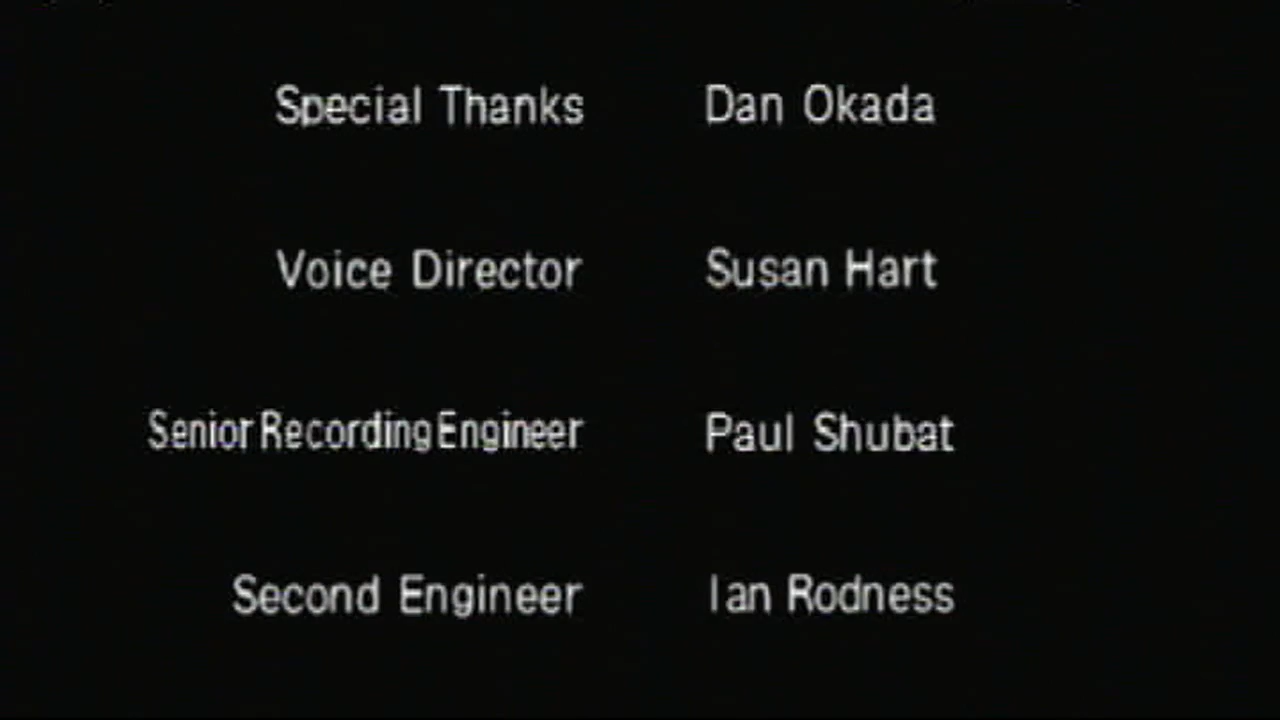 Special Thanks Dan Okada
Voice Director Susan Hart
Senior Recording Engineer Paul Shubat
Second Engineer Ian Rodness